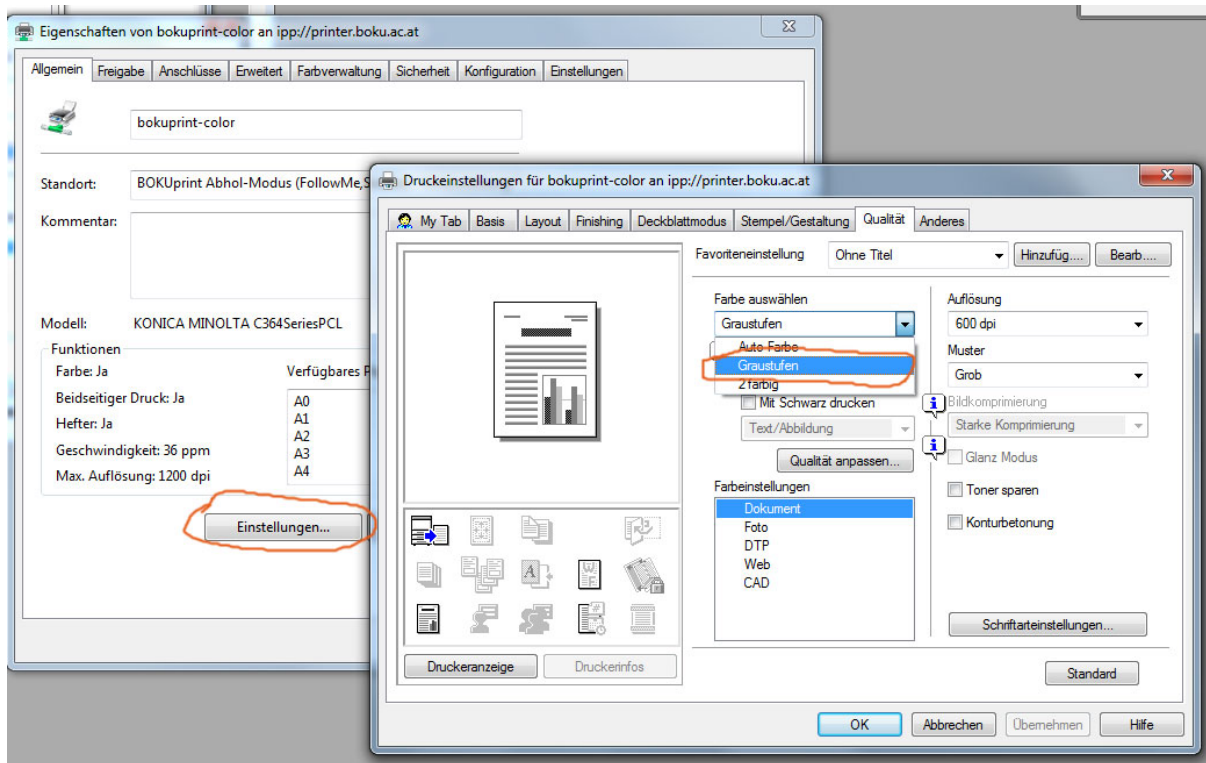 Eigenschaften von bokuprint-color an ipp://printer.boku.ac.at
Allgemein Freigabe Anschlüsse Erweitert Farbverwaltung Sicherheit Konfiguration Einstellungen
bokuprint-color
Standort: BOKUprint Abhol-Modus (FollowMe,S
Kommentar:
Modell: KONICA MINOLTA C364SeriesPCL
Funktionen
Farbe: Ja
Beidseitiger Druck: Ja
Hefter: Ja
Geschwindigkeit: 36 ppm
Max. Auflösung: 1200 dpi
Verfügbares P
A0
A1
A2
A3
A4
Einstellungen...
Druckeinstellungen für bokuprint-color an ipp://printer.boku.ac.at
My Tab Basis Layout Finishing Deckblattmodus Stempel/Gestaltung Qualität Anderes
Favoriteneinstellung Ohne Titel Hinzufüg.... Bearb....
Farbe auswählen
Graustufen
Auto Farbe
Graustufen
2 farbig
Mit Schwarz drucken
Text/Abbildung
Qualität anpassen...
Farbeinstellungen
Dokument
Foto
DTP
Web
CAD
Auflösung
600 dpi
Muster
Grob
Bildkomprimierung
Starke Komprimierung
Glanz Modus
Toner sparen
Konturbetonung
Schriftarteinstellungen...
Druckeranzeige Druckerinfos
Standard
OK Abbrechen Übernehmen Hilfe